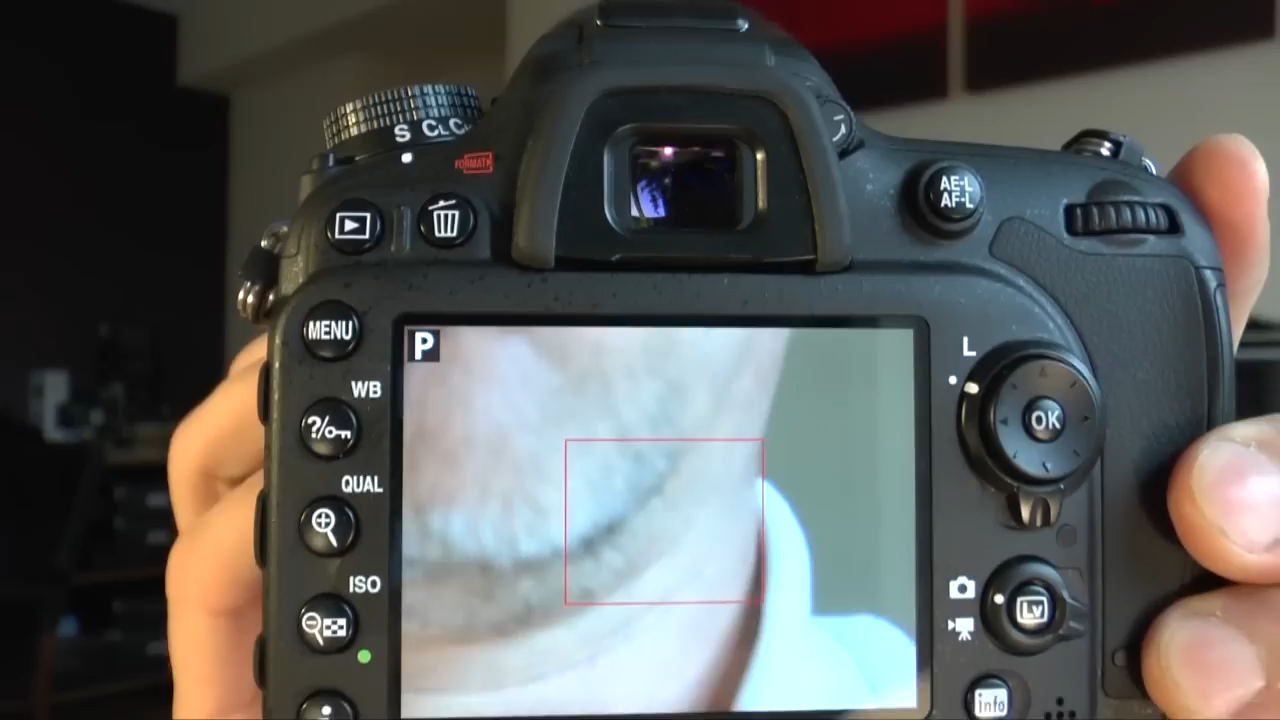 S CL C
FORMAT
AE-L
AF-L
MENU
P
L
WB
?
OK
QUAL
ISO
Lv
info
i